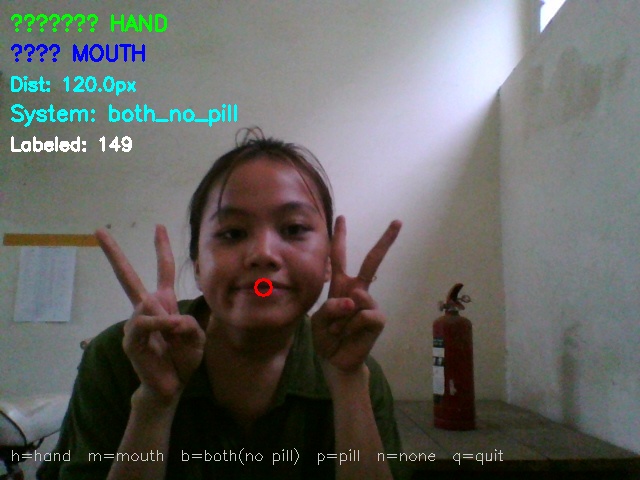 ??????? HAND
???? MOUTH
Dist: 120.0px
System: both_no_pill
Labeled: 149
h=hand m=mouth b=both(no pill) p=pill n=none q=quit